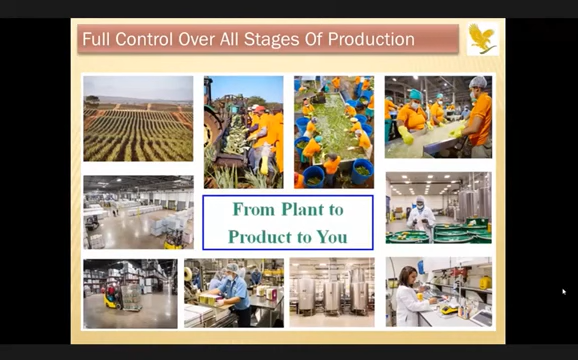 Full Control Over All Stages Of Production
From Plant to
Product to You